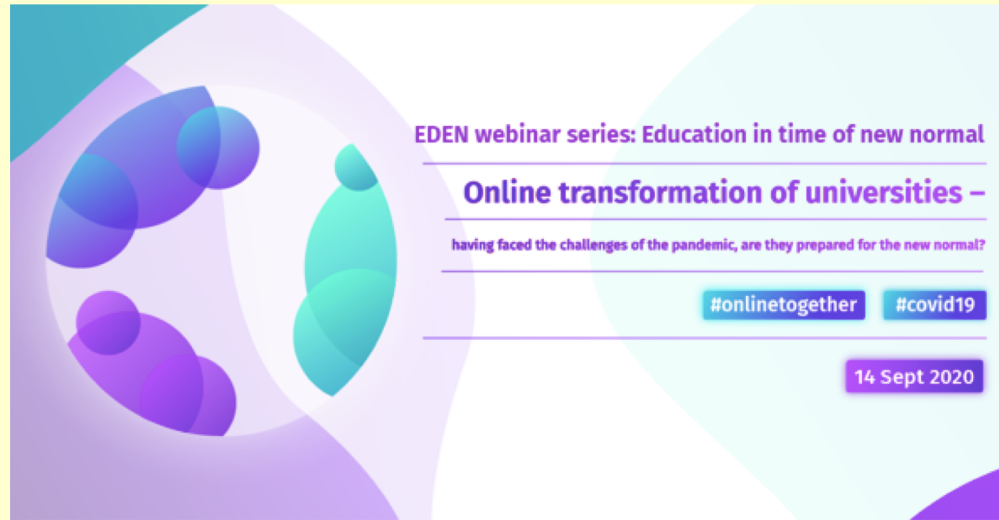 EDEN webinar series: Education in time of new normal
Online transformation of universities –
having faced the challenges of the pandemic, are they prepared for the new normal?
#onlinetogether #covid19
14 Sept 2020